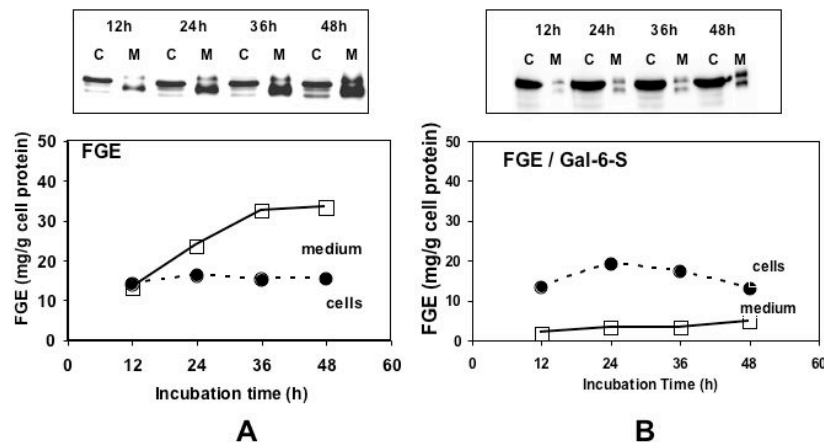 12h 24h 36h 48h
C M C M C M C M
12h 24h 36h 48h
C M C M C M C M
FGE (mg/g cell protein)
50
40
30
20
10
0
FGE
medium
cells
0 12 24 36 48 60
Incubation time (h)
A
FGE (mg/g cell protein)
50
40
30
20
10
0
FGE / Gal-6-S
cells
medium
0 12 24 36 48 60
Incubation Time (h)
B